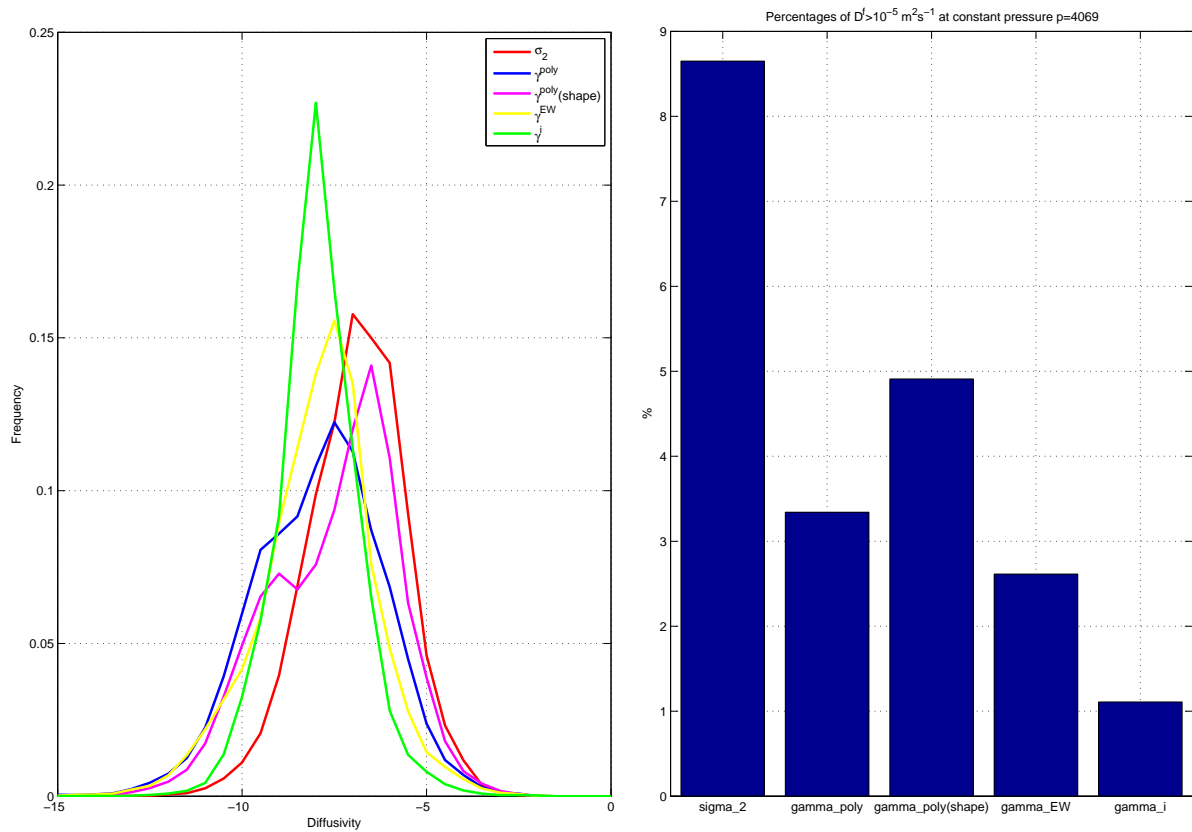 0.25
0.2
0.15
0.1
0.05
0
−15
−10
−5
0
Frequency
Diffusivity
σ2
γpoly
γpoly(shape)
γEW
γi
Percentages of Df>10−5 m2s−1 at constant pressure p=4069
9
8
7
6
5
4
3
2
1
0
%
sigma_2
gamma_poly
gamma_poly(shape)
gamma_EW
gamma_i